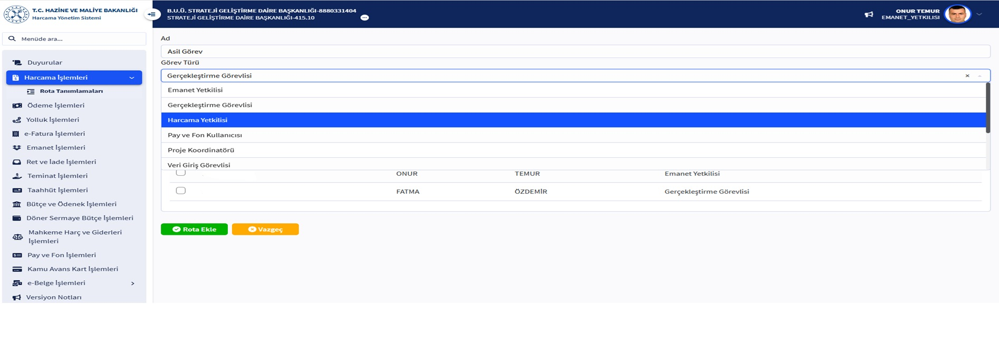 T.C. HAZİNE VE MALİYE BAKANLIĞI
Harcama Yönetim Sistemi
B.U.Ü. STRATEJİ GELİŞTİRME DAİRE BAŞKANLIĞI-8880331404
STRATEJİ GELİŞTİRME DAİRE BAŞKANLIĞI-415.10
ONUR TEMUR
EMANET_YETKILISI
Menüde ara...
Duyurular
Harcama İşlemleri
Rota Tanımlamaları
Ödeme İşlemleri
Yolluk İşlemleri
e-Fatura İşlemleri
Emanet İşlemleri
Ret ve İade İşlemleri
Teminat İşlemleri
Taahhüt İşlemleri
Bütçe ve Ödenek İşlemleri
Döner Sermaye Bütçe İşlemleri
Mahkeme Harç ve Giderleri
İşlemleri
Pay ve Fon İşlemleri
Kamu Avans Kart İşlemleri
e-Belge İşlemleri
Versiyon Notları
Ad
Asil Görev
Görev Türü
Gerçekleştirme Görevlisi
Emanet Yetkilisi
Gerçekleştirme Görevlisi
Harcama Yetkilisi
Pay ve Fon Kullanıcısı
Proje Koordinatörü
Veri Giriş Görevlisi
ONUR TEMUR Emanet Yetkilisi
FATMA ÖZDEMİR Gerçekleştirme Görevlisi
Rota Ekle Vazgeç